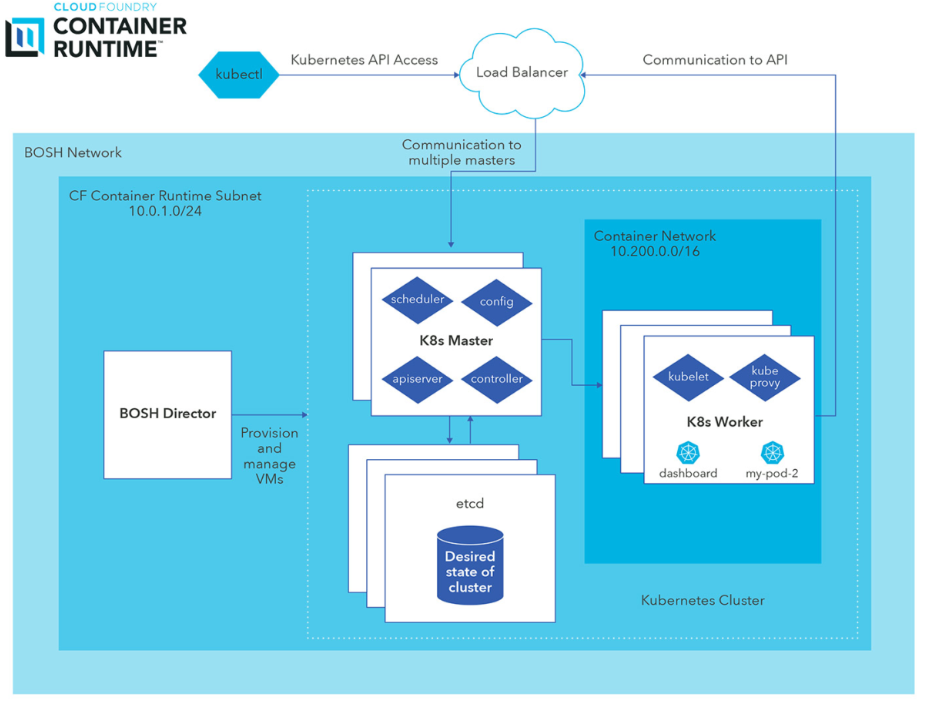 CLOUD FOUNDRY
CONTAINER
RUNTIME™
kubectl
Kubernetes API Access
Load Balancer
Communication to API
BOSH Network
Communication to
multiple masters
CF Container Runtime Subnet
10.0.1.0/24
Container Network
10.200.0.0/16
scheduler
config
K8s Master
apiserver
controller
kubelet
kube
provy
K8s Worker
dashboard
my-pod-2
BOSH Director
Provision
and
manage
VMs
etcd
Desired
state of
cluster
Kubernetes Cluster